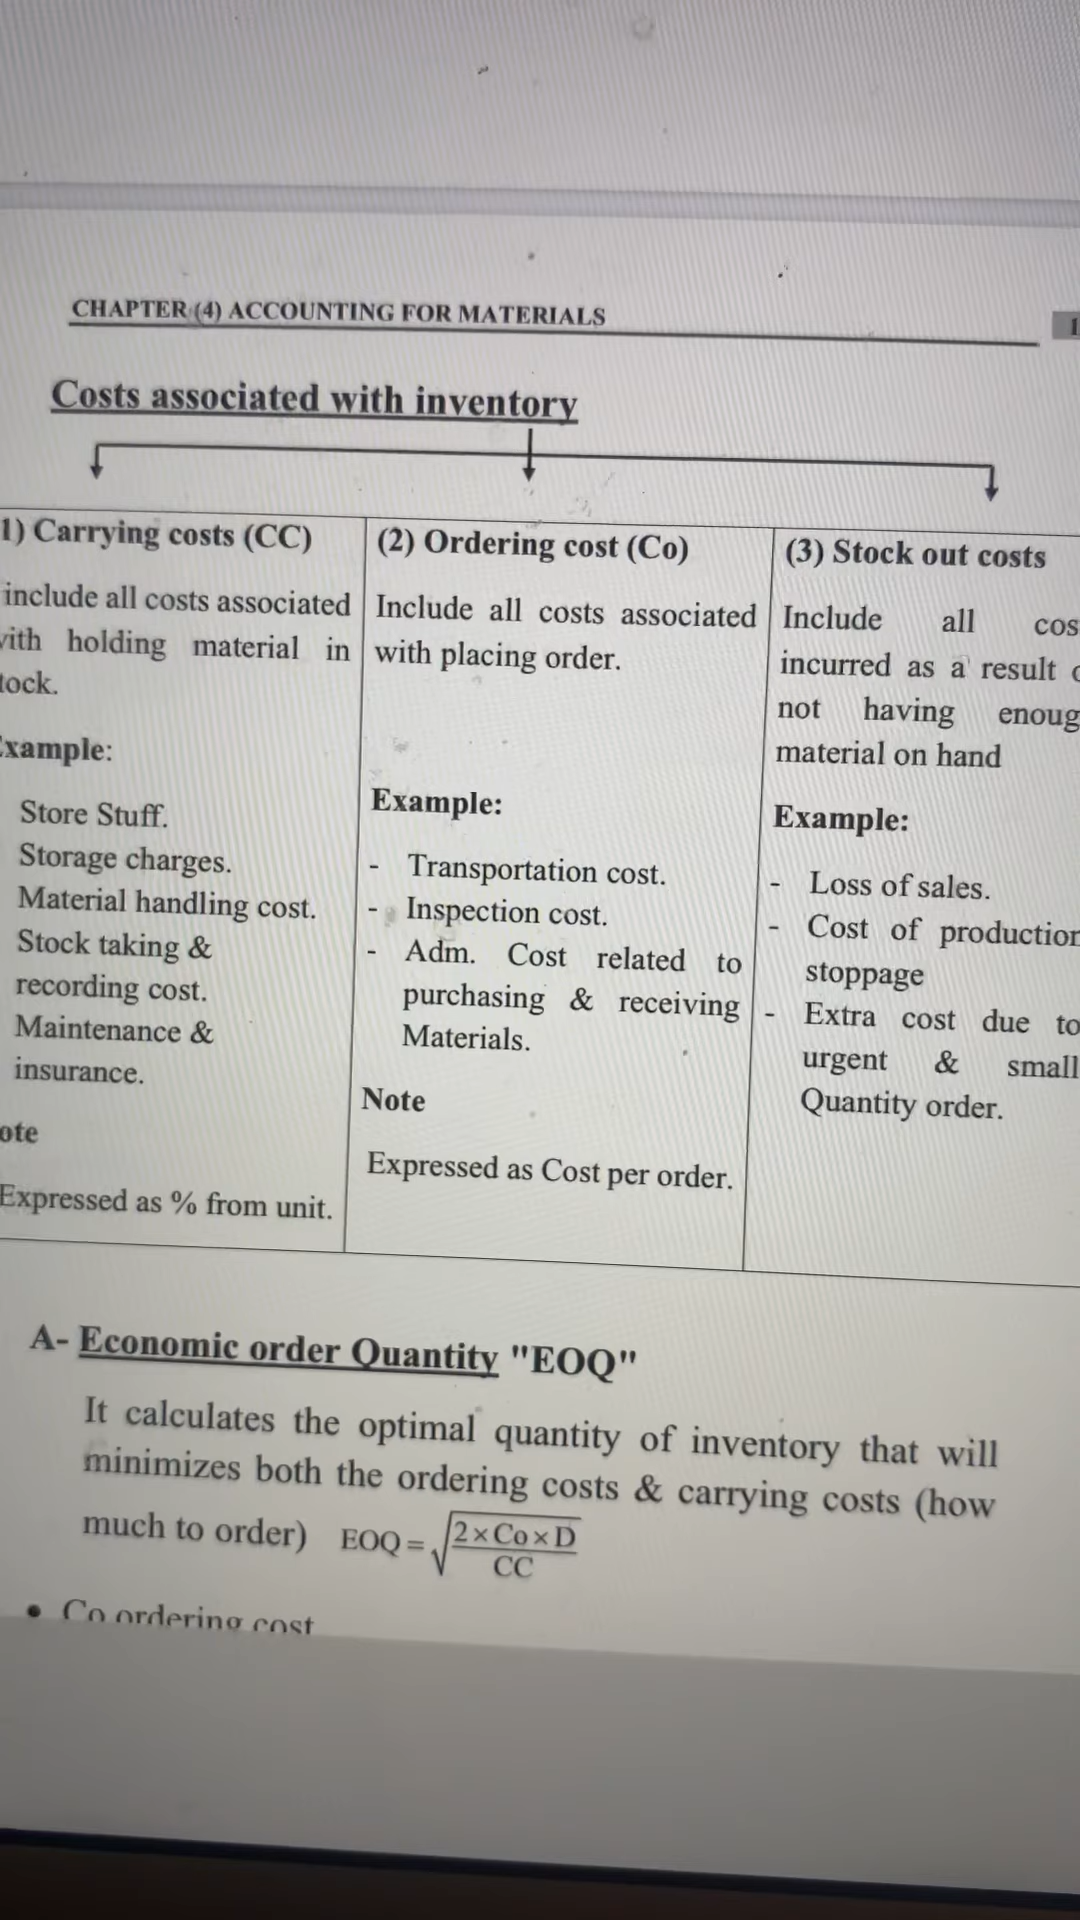 CHAPTER (4) ACCOUNTING FOR MATERIALS
1
Costs associated with inventory
1) Carrying costs (CC)
include all costs associated
with holding material in
tock.
Example:
Store Stuff.
Storage charges.
Material handling cost.
Stock taking &
recording cost.
Maintenance &
insurance.
ote
Expressed as % from unit.
(2) Ordering cost (Co)
Include all costs associated
with placing order.
Example:
- Transportation cost.
- Inspection cost.
- Adm. Cost related to
purchasing & receiving
Materials.
Note
Expressed as Cost per order.
(3) Stock out costs
Include all cos
incurred as a result
not having enoug
material on hand
Example:
- Loss of sales.
- Cost of production
stoppage
- Extra cost due to
urgent & small
Quantity order.
A- Economic order Quantity "EOQ"
It calculates the optimal quantity of inventory that will
minimizes both the ordering costs & carrying costs (how
much to order) EOQ = √(2×Co×D / CC)
• Co ordering cost